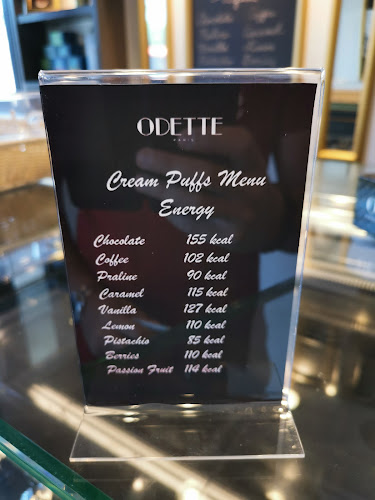 ODETTE
PARIS
Cream Puffs Menu
Energy
Chocolate 155 kcal
Coffee 102 kcal
Praline 90 kcal
Caramel 115 kcal
Vanilla 127 kcal
Lemon 110 kcal
Pistachio 85 kcal
Berries 110 kcal
Passion Fruit 114 kcal